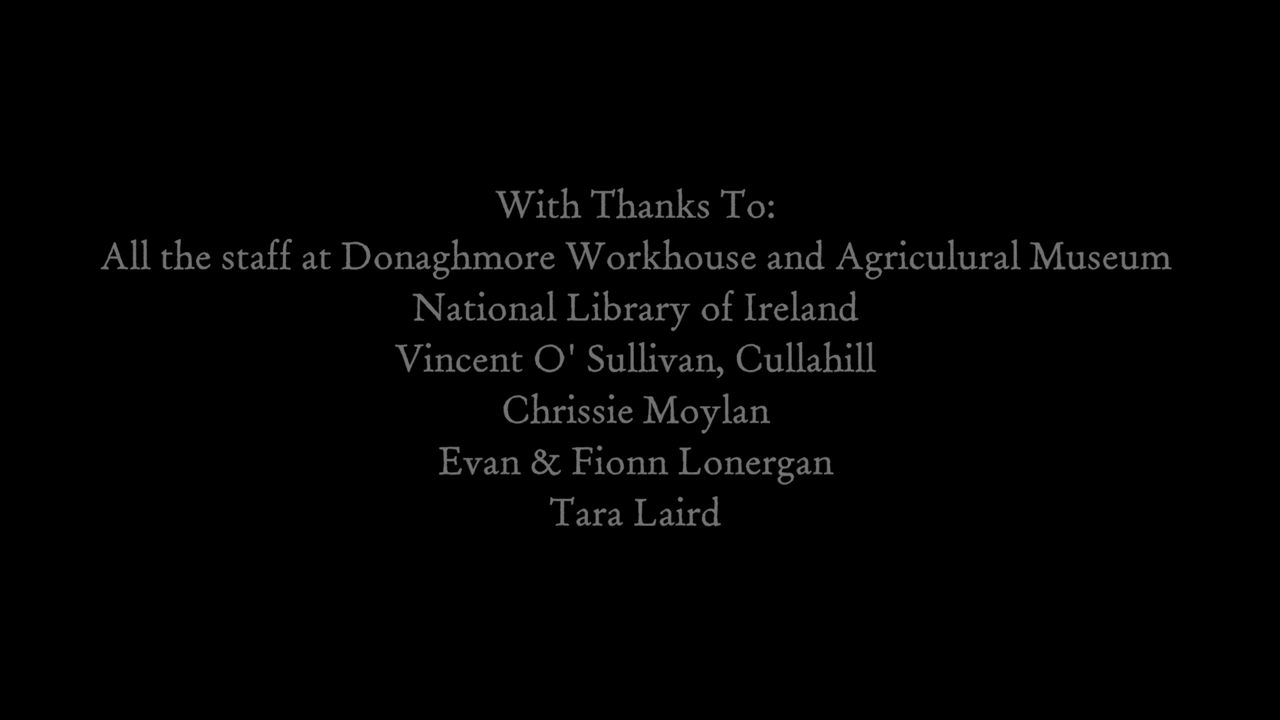 With Thanks To:
All the staff at Donaghmore Workhouse and Agriculural Museum
National Library of Ireland
Vincent O' Sullivan, Cullahill
Chrissie Moylan
Evan & Fionn Lonergan
Tara Laird